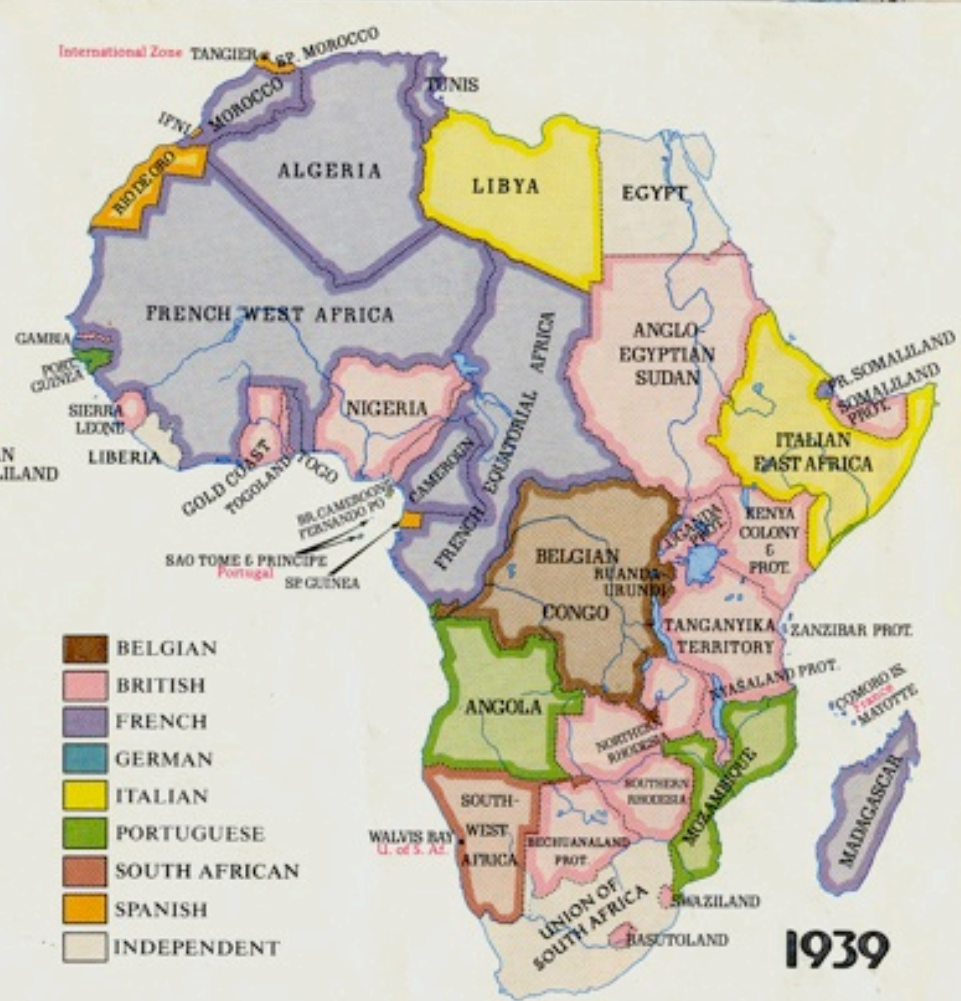 International Zone TANGIER SP. MOROCCO
TUNIS
MOROCCO
IFNI
ALGERIA
RIO DE ORO
LIBYA
EGYPT
FRENCH WEST AFRICA
GAMBIA
PORT.
GUINEA
SIERRA
LEONE
LIBERIA
AN
LILAND
GOLD COAST
TOGOLAND
TOGO
NIGERIA
BR. CAMEROONS
FERNANDO PO
SAO TOME & PRINCIPE
Portugal
SP. GUINEA
CAMEROUN
FRENCH EQUATORIAL AFRICA
ANGLO-
EGYPTIAN
SUDAN
FR. SOMALILAND
SOMALILAND
PROT.
ITALIAN
EAST AFRICA
UGANDA
PROT.
KENYA
COLONY
&
PROT.
BELGIAN
CONGO
RUANDA-
URUNDI
TANGANYIKA
TERRITORY
ZANZIBAR PROT.
NYASALAND PROT.
COMORO IS.
France
MAYOTTE
ANGOLA
NORTHERN
RHODESIA
SOUTHERN
RHODESIA
MOZAMBIQUE
MADAGASCAR
SOUTH-
WEST
AFRICA
WALVIS BAY
U. of S. Af.
BECHUANALAND
PROT.
UNION OF
SOUTH AFRICA
SWAZILAND
BASUTOLAND
BELGIAN
BRITISH
FRENCH
GERMAN
ITALIAN
PORTUGUESE
SOUTH AFRICAN
SPANISH
INDEPENDENT
1939